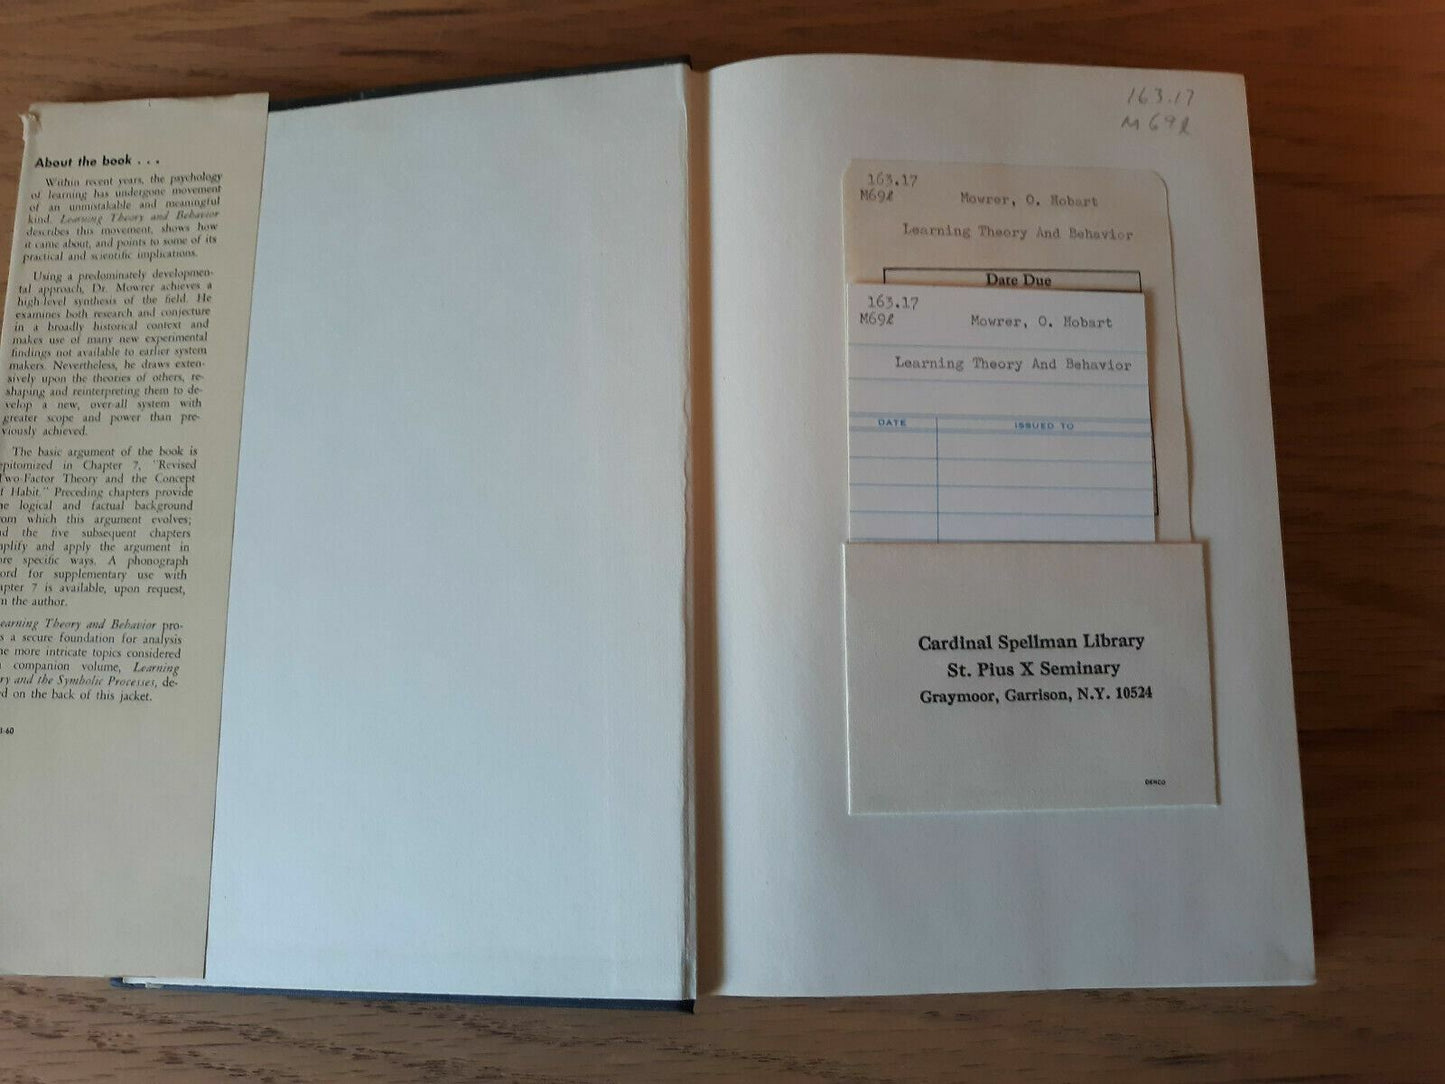 About the book . . .
Within recent years, the psychology
of learning has undergone movement
of an unmistakable and meaningful
kind. Learning Theory and Behavior
describes this movement, shows how
it came about, and points to some of its
practical and scientific implications.
Using a predominately developmen-
tal approach, Dr. Mowrer achieves a
high-level synthesis of the field. He
examines both research and conjecture
in a broadly historical context and
makes use of many new experimental
findings not available to earlier system
makers. Nevertheless, he draws exten-
sively upon the theories of others, re-
shaping and reinterpreting them to de-
velop a new, over-all system with
greater scope and power than pre-
viously achieved.
The basic argument of the book is
epitomized in Chapter 7, "Revised
Two-Factor Theory and the Concept
f Habit." Preceding chapters provide
he logical and factual background
om which this argument evolves;
d the five subsequent chapters
plify and apply the argument in
re specific ways. A phonograph
ord for supplementary use with
apter 7 is available, upon request,
m the author.
earning Theory and Behavior pro-
s a secure foundation for analysis
he more intricate topics considered
companion volume, Learning
ry and the Symbolic Processes, de-
d on the back of this jacket.
-60
163.17
M69l
163.17
M69l Mowrer, O. Hobart
Learning Theory And Behavior
Date Due
163.17
M69l Mowrer, O. Hobart
Learning Theory And Behavior
DATE ISSUED TO
Cardinal Spellman Library
St. Pius X Seminary
Graymoor, Garrison, N.Y. 10524
DEMCO